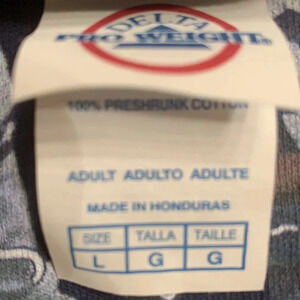 DELTA
PRO WEIGHT®
100% PRESHRUNK COTTON
ADULT ADULTO ADULTE
MADE IN HONDURAS
SIZE TALLA TAILLE
L G G